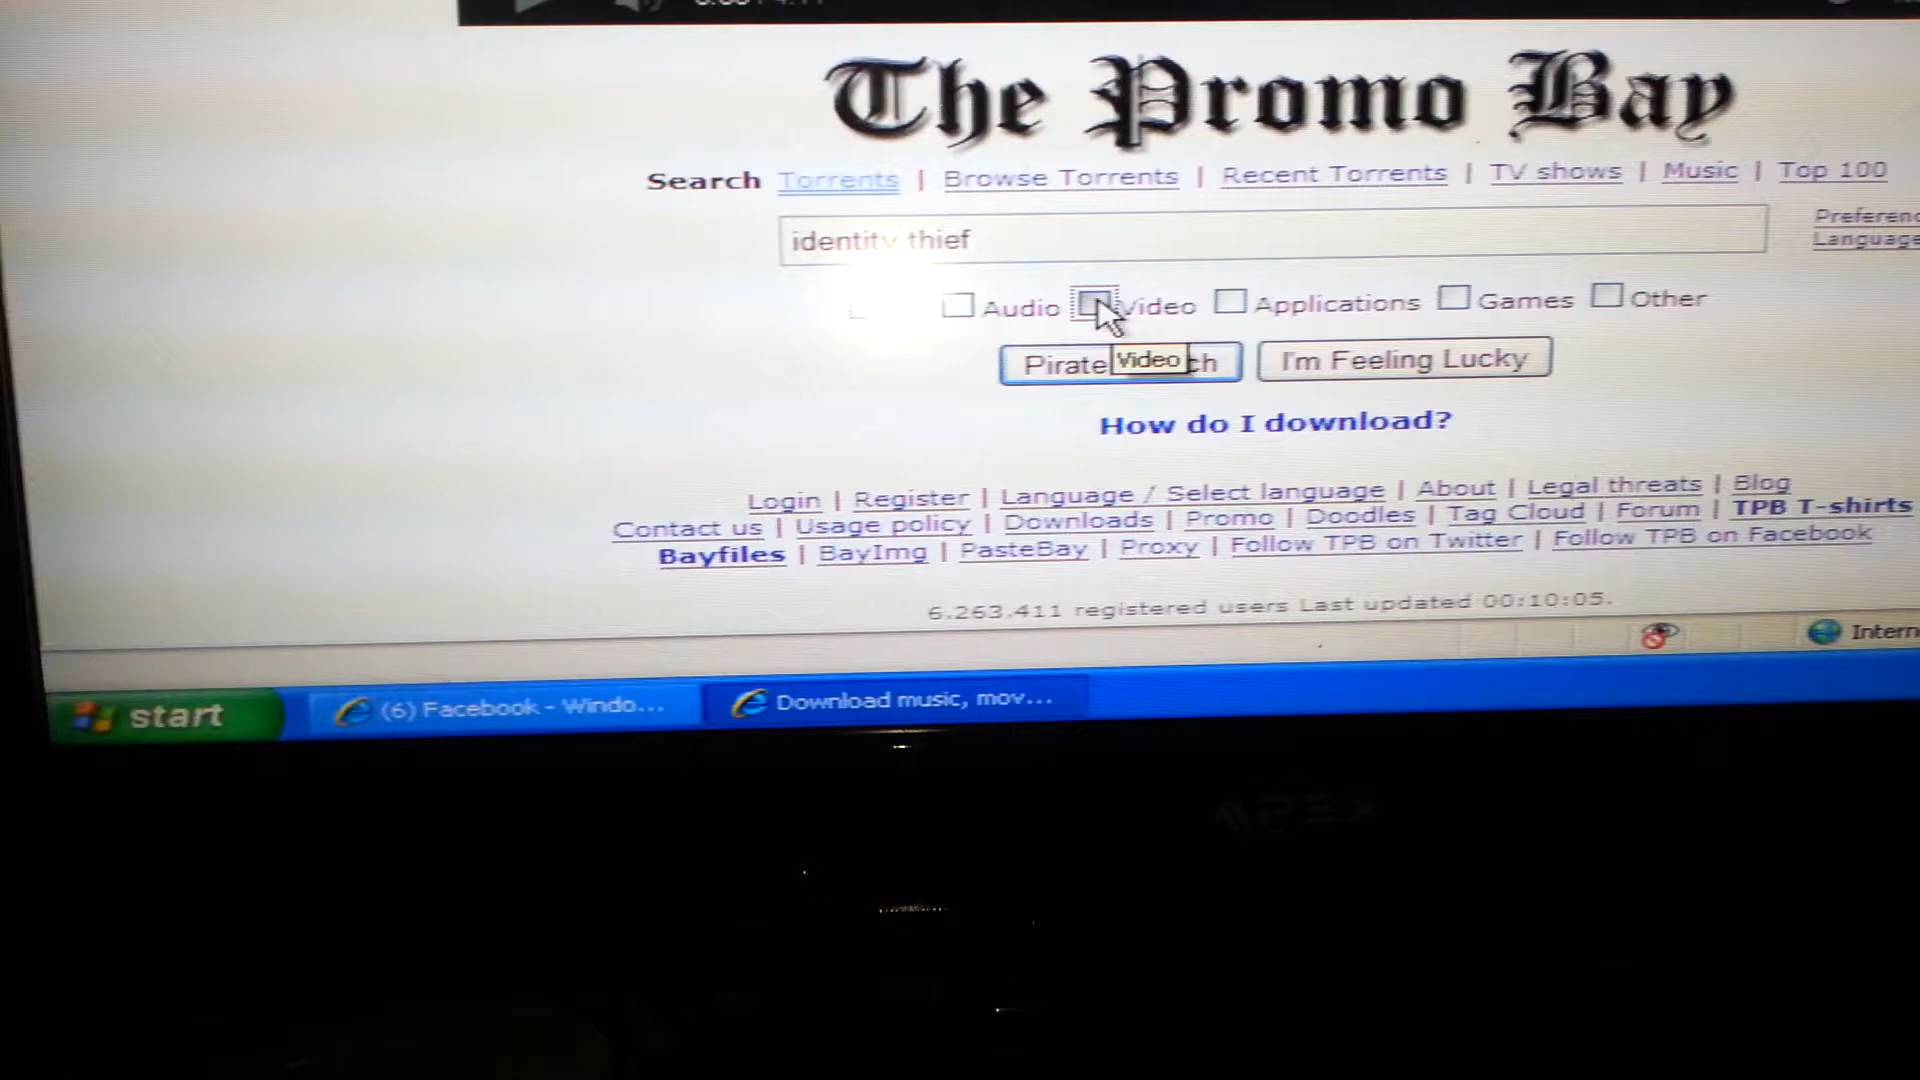 The Promo Bay
Search Torrents | Browse Torrents | Recent Torrents | TV shows | Music | Top 100
identity thief
Preferenc
Language
Audio Video Applications Games Other
Pirate Video ch I'm Feeling Lucky
How do I download?
Login | Register | Language / Select language | About | Legal threats | Blog
Contact us | Usage policy | Downloads | Promo | Doodles | Tag Cloud | Forum | TPB T-shirts
Bayfiles | BayImg | PasteBay | Proxy | Follow TPB on Twitter | Follow TPB on Facebook
6.263.411 registered users Last updated 00:10:05.
Intern
start (6) Facebook - Windo... Download music, mov...
APEX